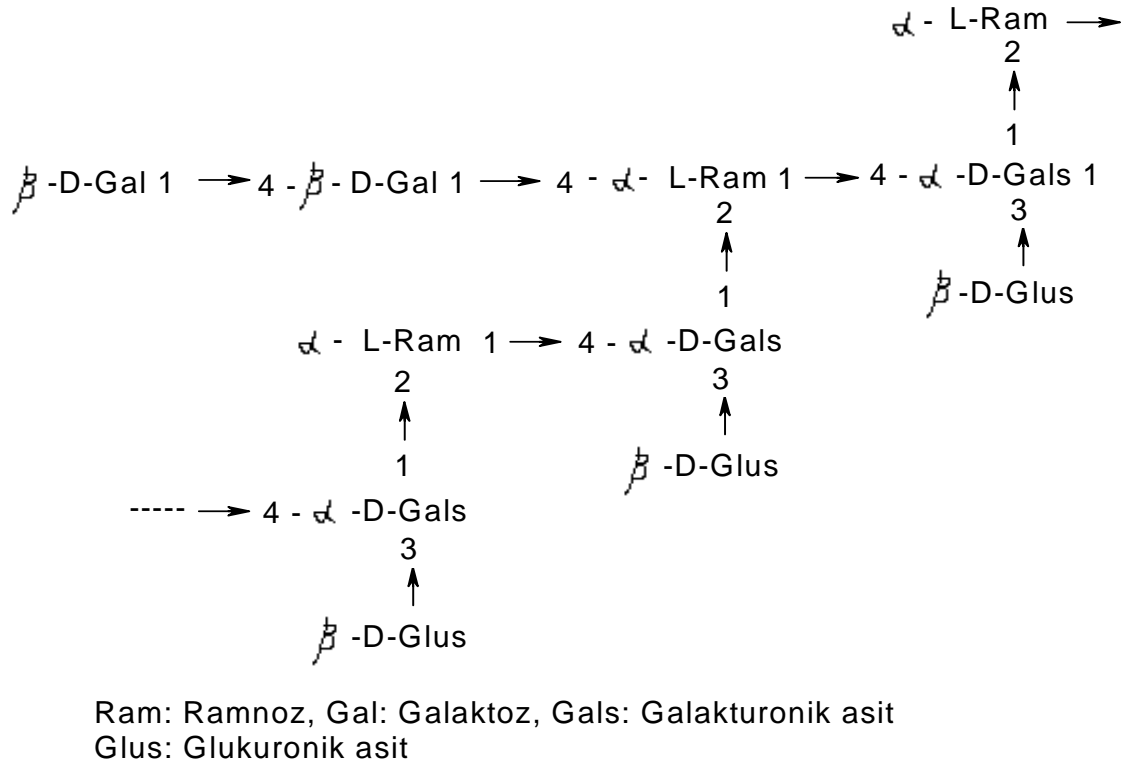 α - L-Ram
2
1
β -D-Gal 1 4 - β - D-Gal 1 4 - α - L-Ram 1 4 - α -D-Gals 1
2 3
β -D-Glus
1
α - L-Ram 1 4 - α -D-Gals
2 3
1 β -D-Glus
----- 4 - α -D-Gals
3
β -D-Glus
Ram: Ramnoz, Gal: Galaktoz, Gals: Galakturonik asit
Glus: Glukuronik asit